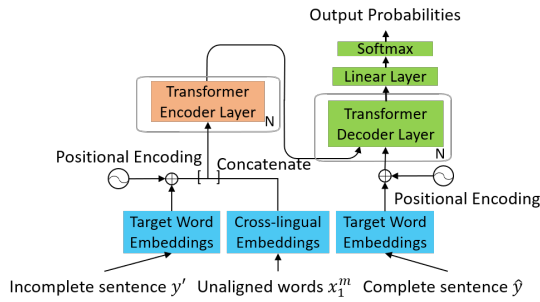 Output Probabilities
Softmax
Linear Layer
Transformer
Encoder Layer
N
Transformer
Decoder Layer
N
Positional Encoding
[ ]
Concatenate
Positional Encoding
Target Word
Embeddings
Cross-lingual
Embeddings
Target Word
Embeddings
Incomplete sentence y′
Unaligned words x₁ᵐ
Complete sentence ŷ